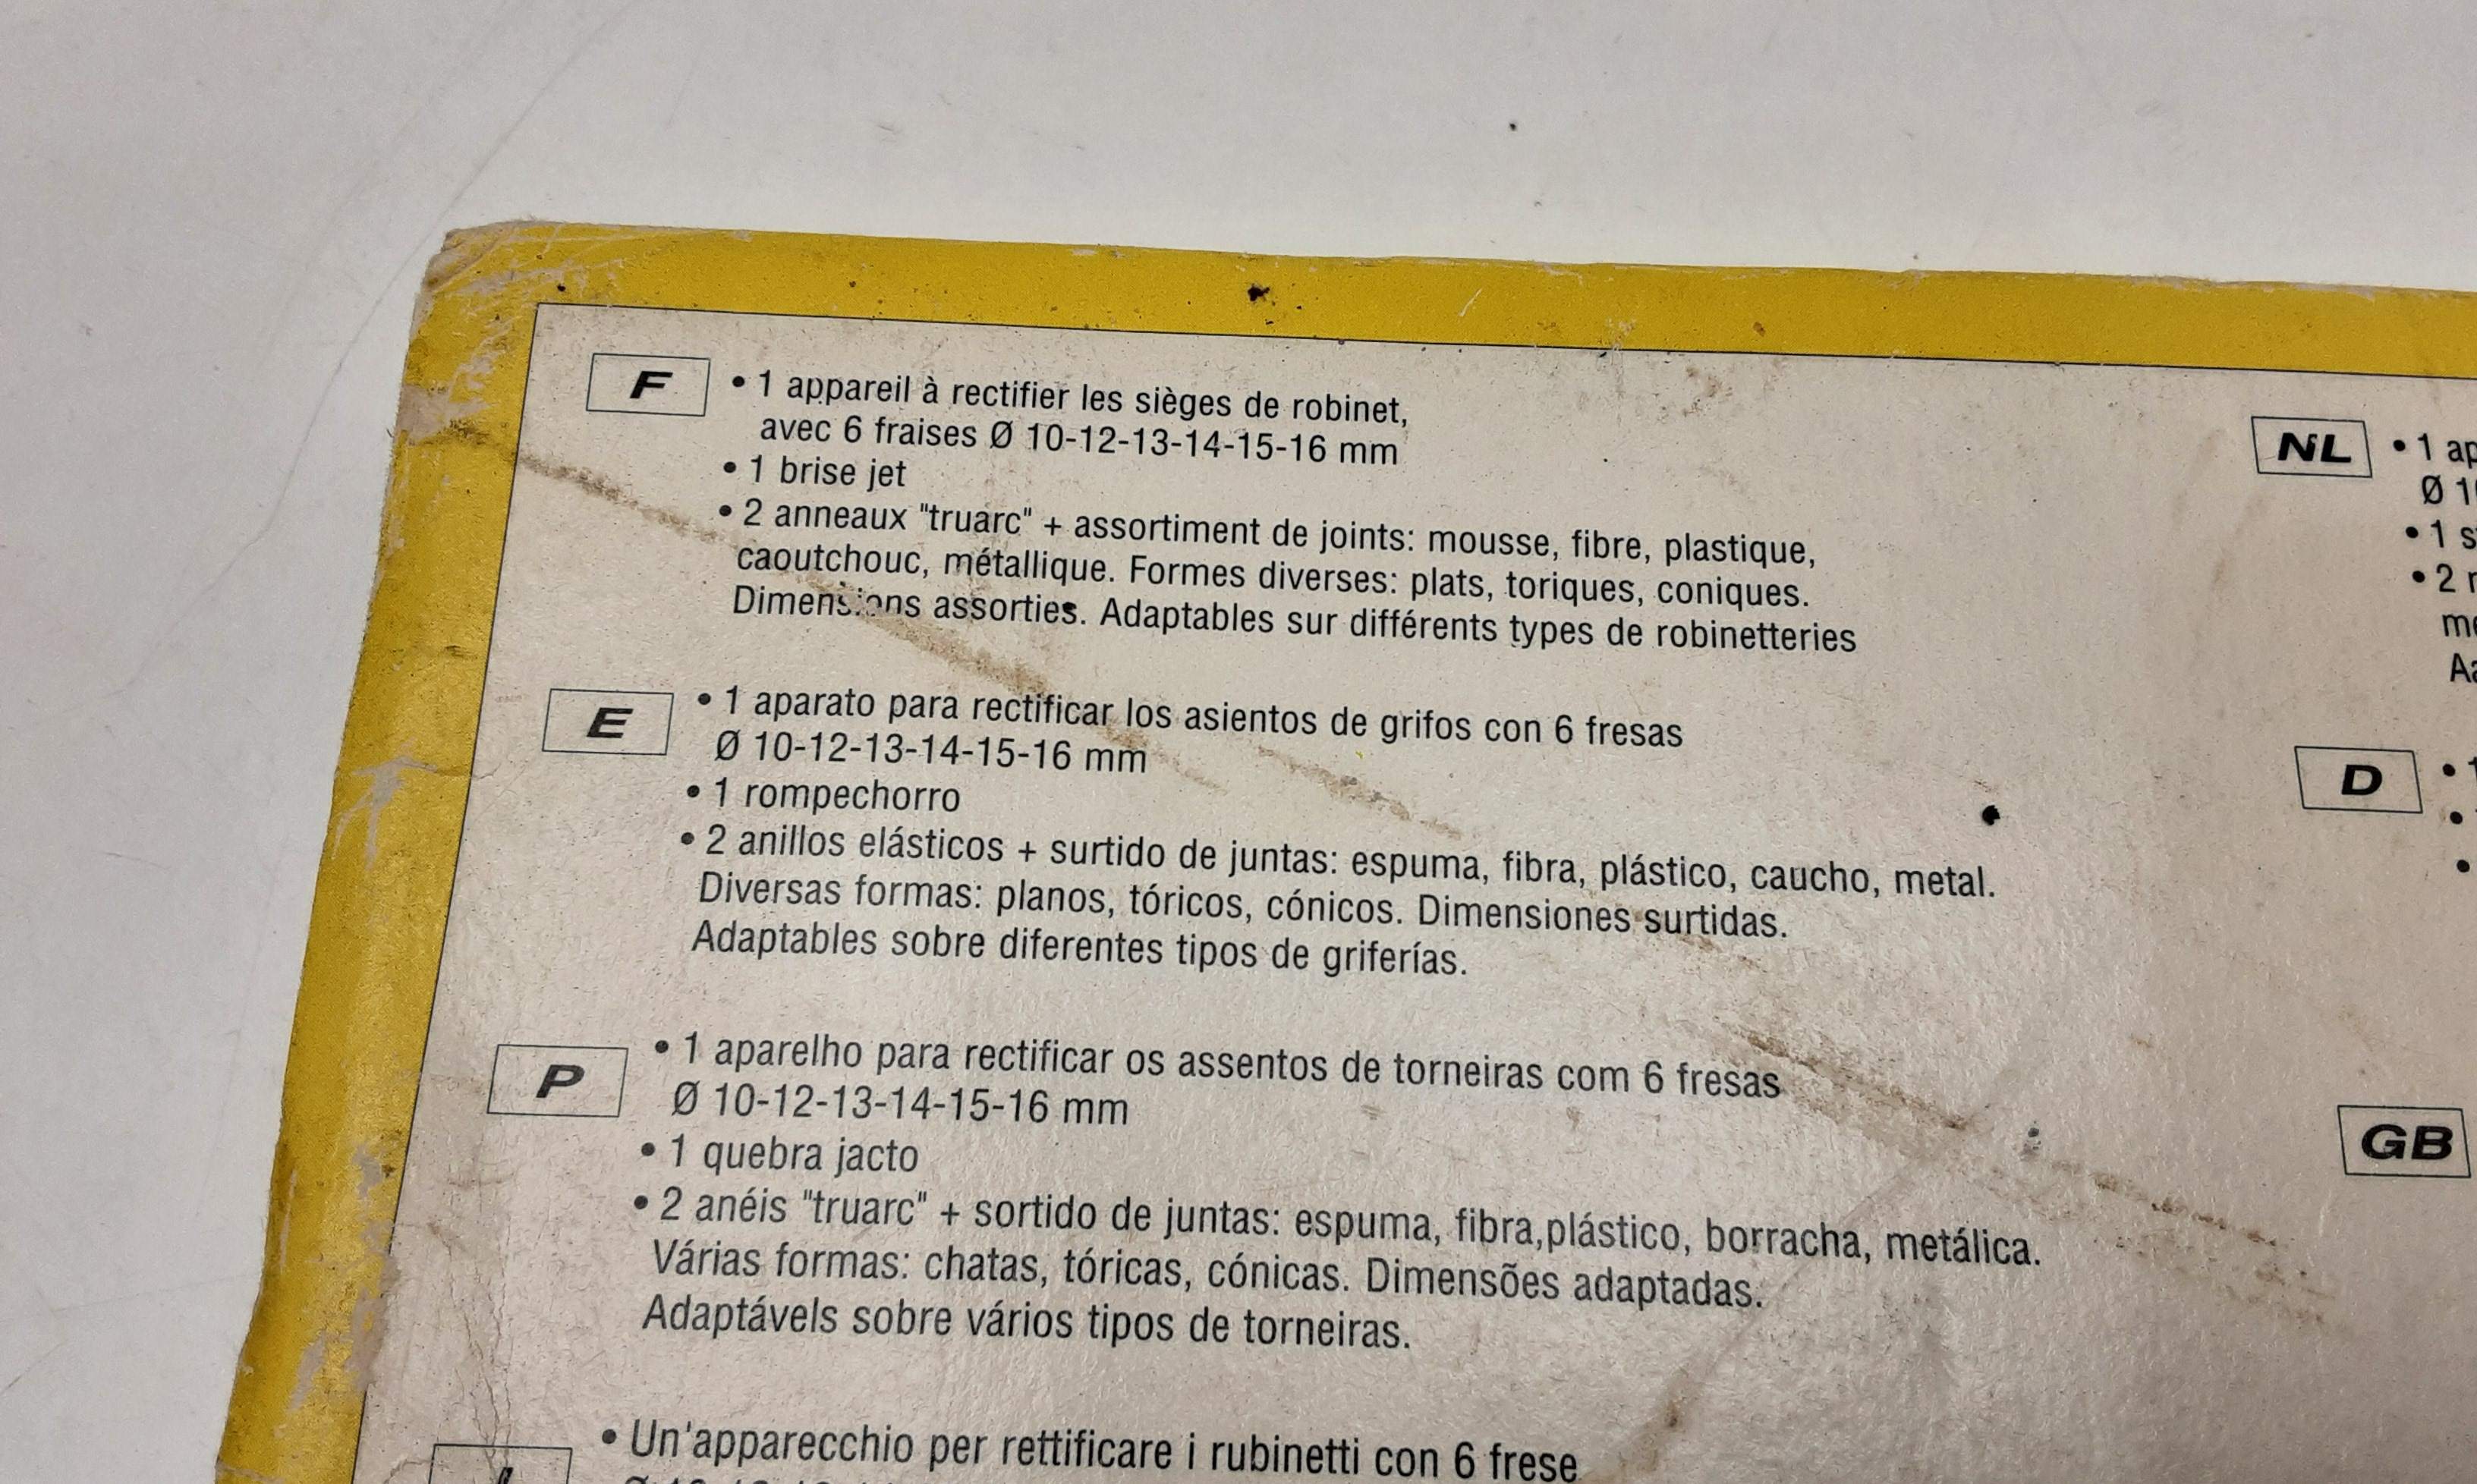 F
• 1 appareil à rectifier les sièges de robinet,
avec 6 fraises Ø 10-12-13-14-15-16 mm
• 1 brise jet
• 2 anneaux "truarc" + assortiment de joints: mousse, fibre, plastique,
caoutchouc, métallique. Formes diverses: plats, toriques, coniques.
Dimensions assorties. Adaptables sur différents types de robinetteries
E
• 1 aparato para rectificar los asientos de grifos con 6 fresas
Ø 10-12-13-14-15-16 mm
• 1 rompechorro
• 2 anillos elásticos + surtido de juntas: espuma, fibra, plástico, caucho, metal.
Diversas formas: planos, tóricos, cónicos. Dimensiones surtidas.
Adaptables sobre diferentes tipos de griferías.
P
• 1 aparelho para rectificar os assentos de torneiras com 6 fresas
Ø 10-12-13-14-15-16 mm
• 1 quebra jacto
• 2 anéis "truarc" + sortido de juntas: espuma, fibra,plástico, borracha, metálica.
Várias formas: chatas, tóricas, cónicas. Dimensões adaptadas.
Adaptávels sobre vários tipos de torneiras.
• Un'apparecchio per rettificare i rubinetti con 6 frese
NL
• 1
Ø
• 1
• 2
D
GB